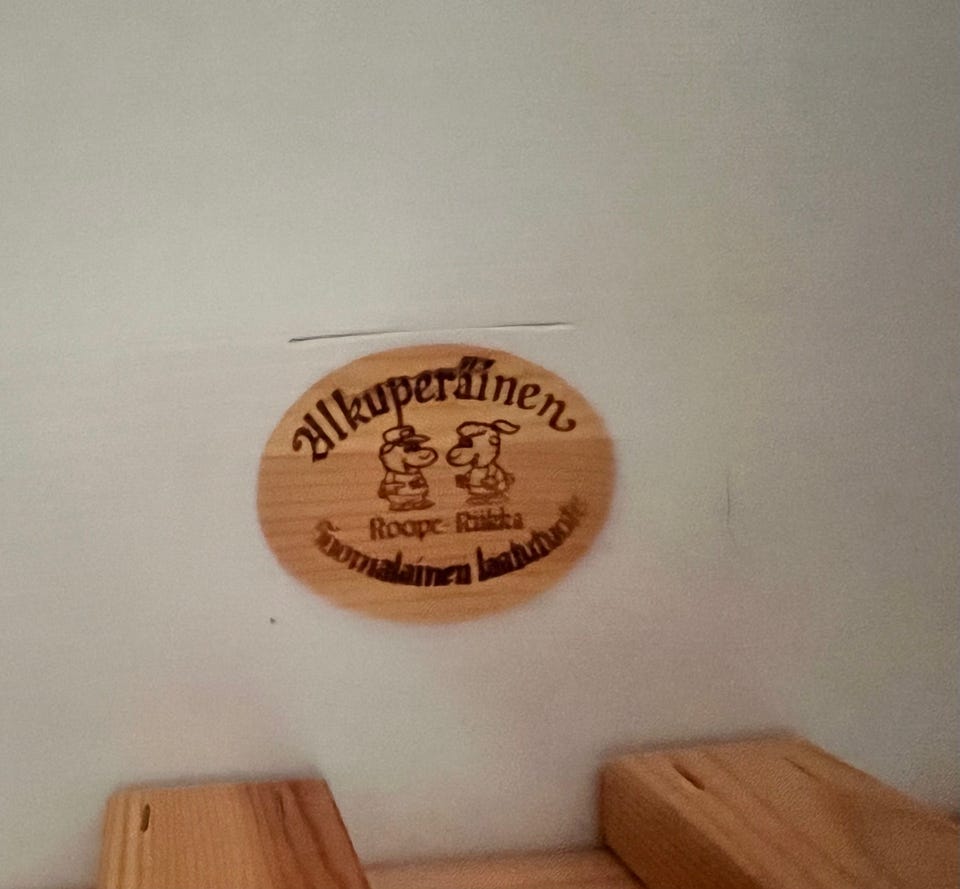 Alkuperäinen
Roope-Riikka
Suomalainen laatutuote